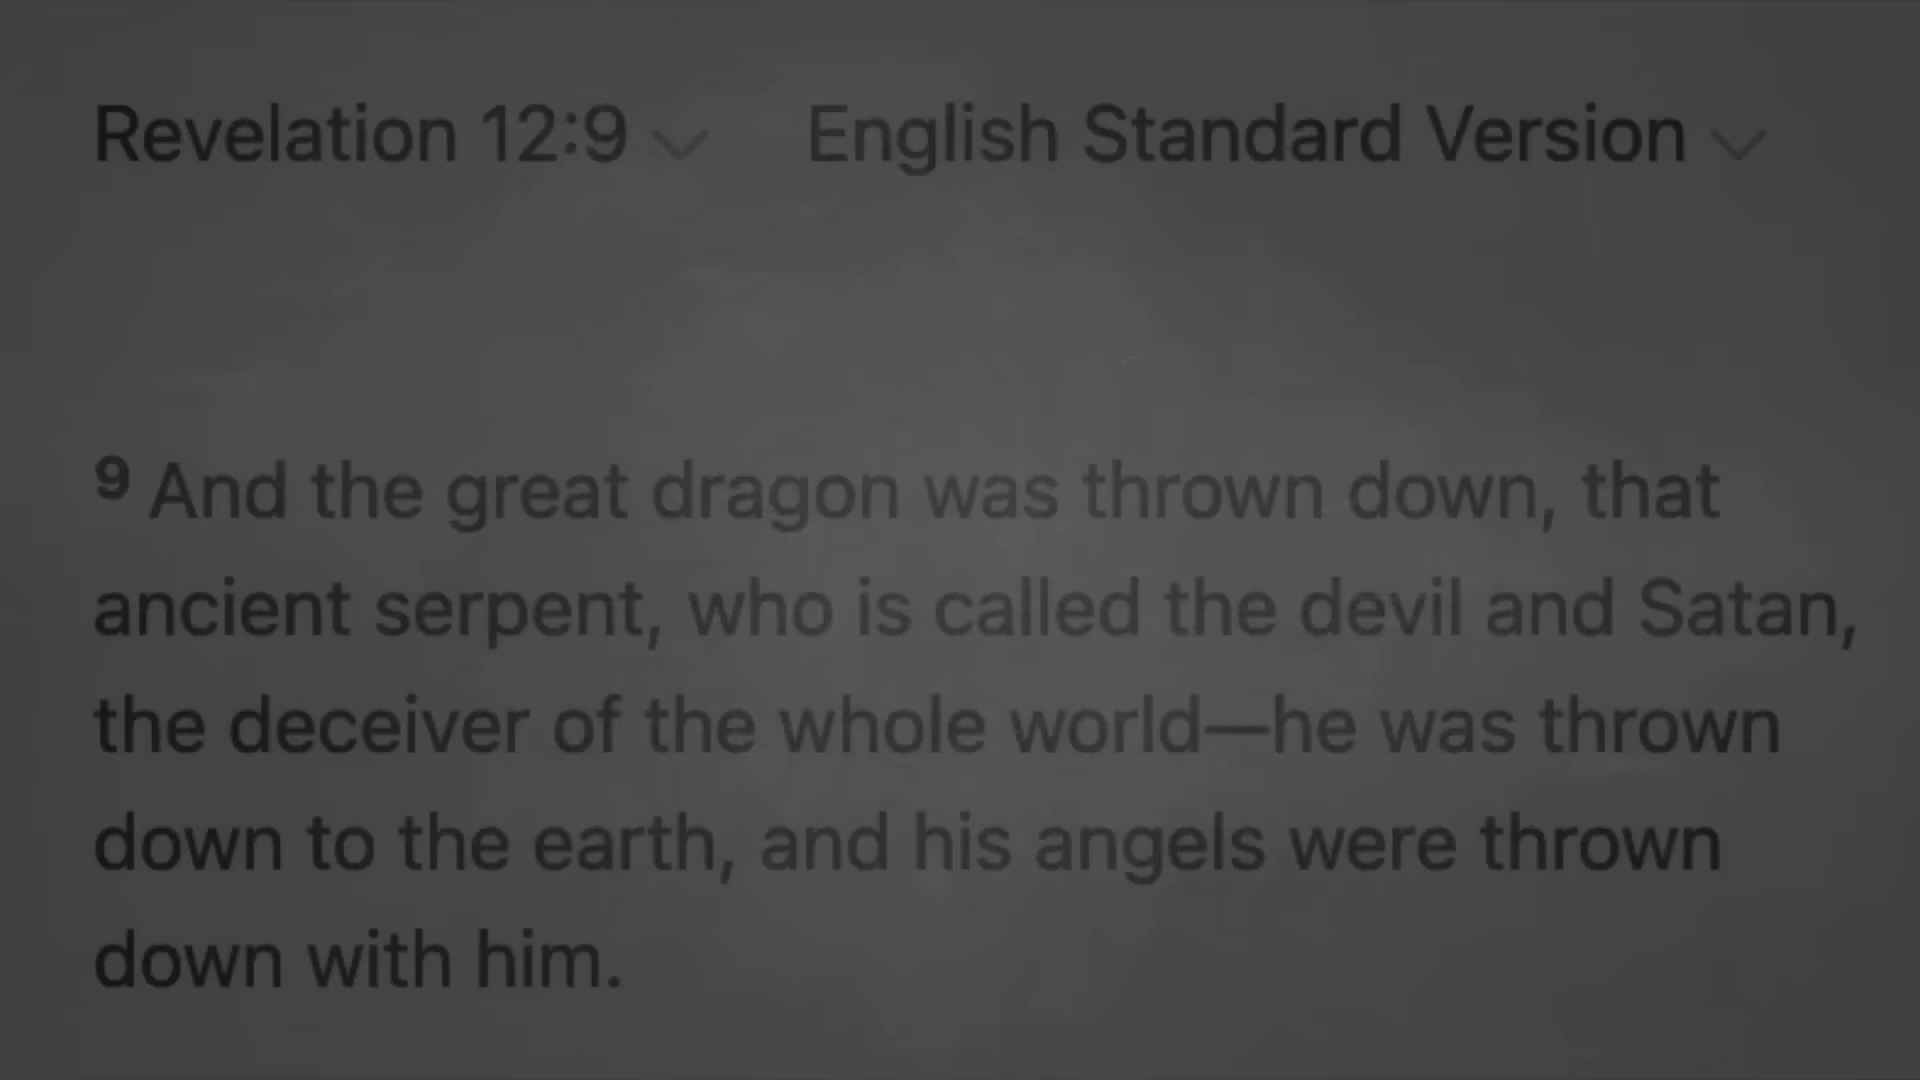 Revelation 12:9 English Standard Version
9 And the great dragon was thrown down, that
ancient serpent, who is called the devil and Satan,
the deceiver of the whole world—he was thrown
down to the earth, and his angels were thrown
down with him.